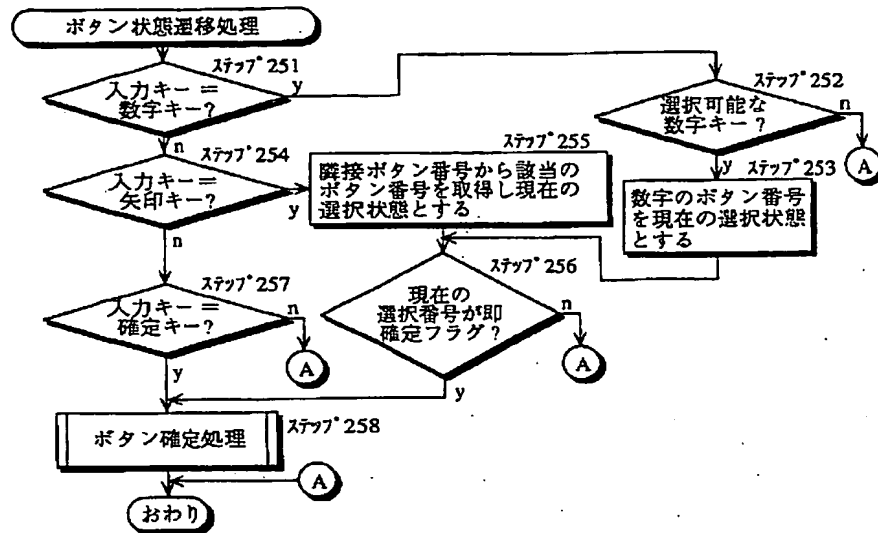 ボタン状態遷移処理
ステップ251
入力キー＝
数字キー？
y
n
ステップ252
選択可能な
数字キー？
n
A
y
ステップ253
数字のボタン番号
を現在の選択状態
とする
ステップ254
入力キー＝
矢印キー？
y
n
ステップ255
隣接ボタン番号から該当の
ボタン番号を取得し現在の
選択状態とする
ステップ256
現在の
選択番号が即
確定フラグ？
n
A
y
ステップ257
入力キー＝
確定キー？
n
A
y
ステップ258
ボタン確定処理
A
おわり